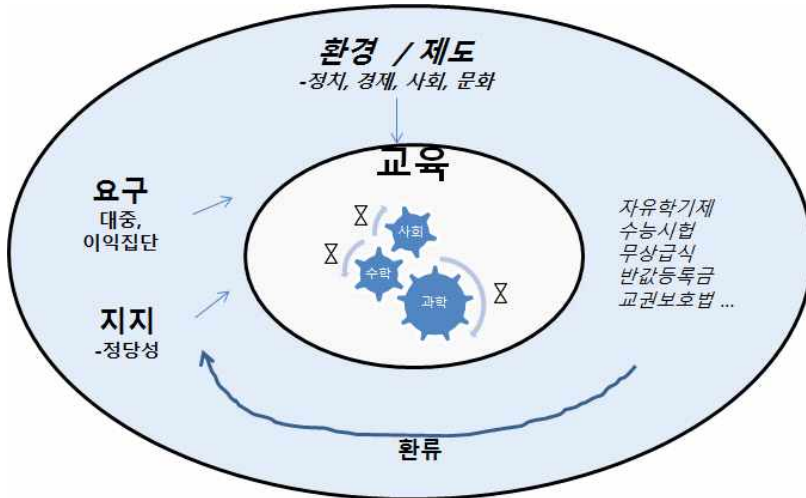 환경 / 제도
-정치, 경제, 사회, 문화
교육
요구
대중,
이익집단
지지
-정당성
사회
수학
과학
자유학기제
수능시험
무상급식
반값등록금
교권보호법 ...
환류